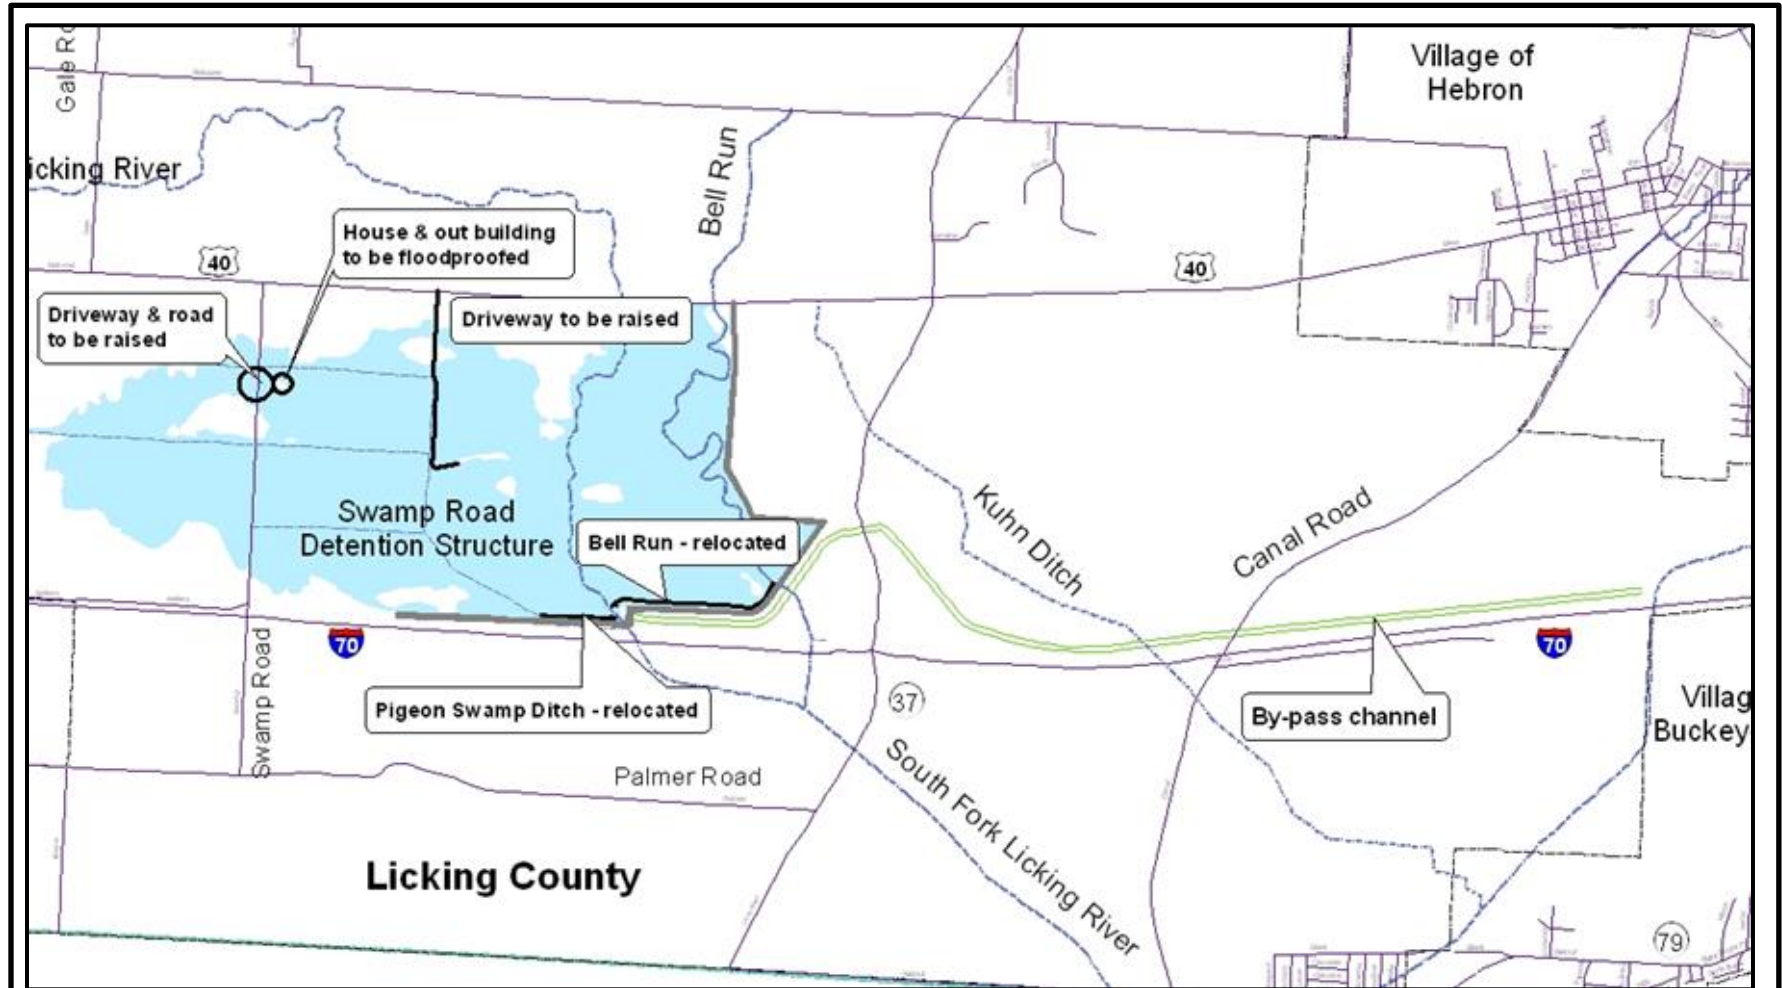 Gale Ro
Village of
Hebron
icking River
Bell Run
House & out building
to be floodproofed
40
40
Driveway & road
to be raised
Driveway to be raised
Swamp Road
Detention Structure
Bell Run - relocated
Kuhn Ditch
Canal Road
70
70
Swamp Road
Pigeon Swamp Ditch - relocated
37
By-pass channel
Villag
Buckey
Palmer Road
South Fork Licking River
Licking County
79